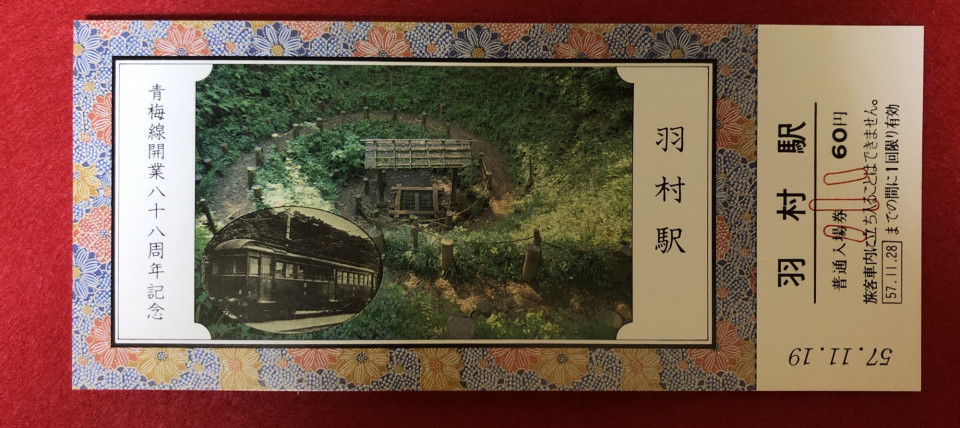 青梅線開業八十八周年記念
羽村駅
羽村駅
普通入場券 60円
旅客車内に立ち入ることはできません。
57.11.28 までの間に1回限り有効
57.11.19